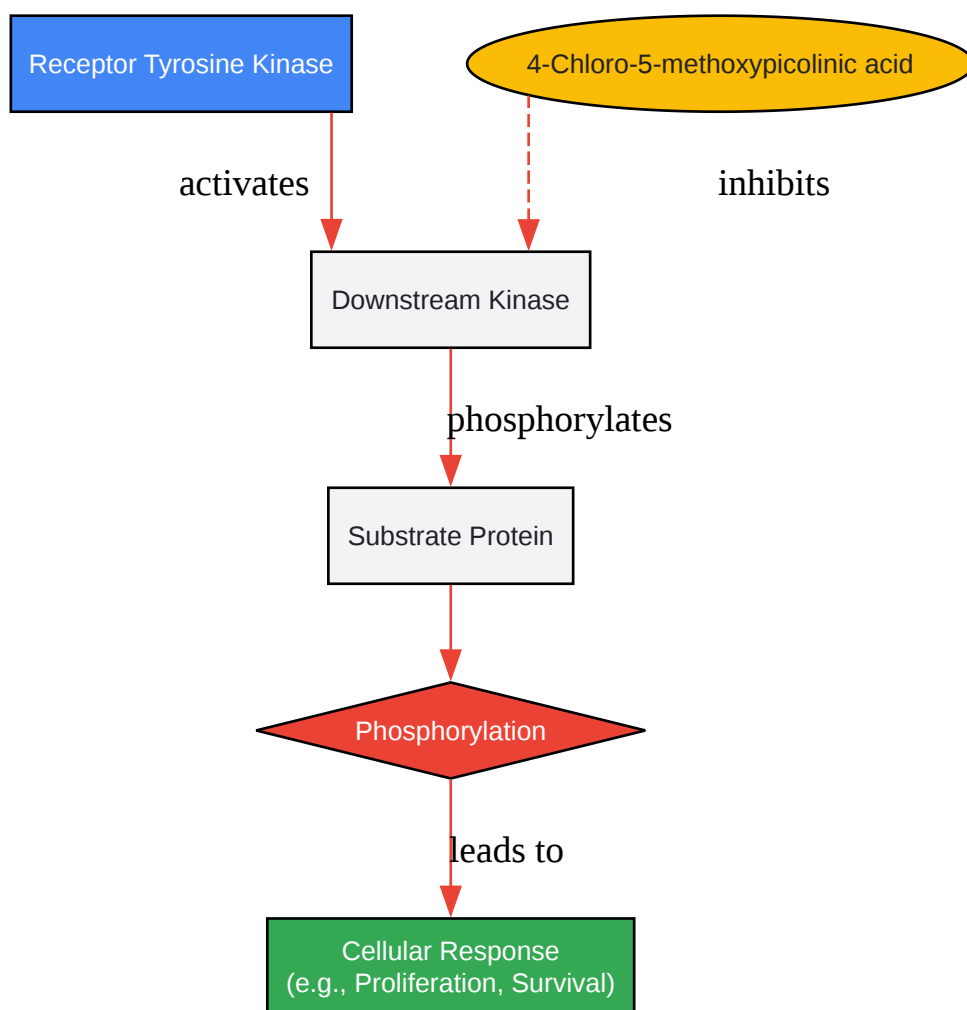 Receptor Tyrosine Kinase
4-Chloro-5-methoxypicolinic acid
activates
inhibits
Downstream Kinase
phosphorylates
Substrate Protein
Phosphorylation
leads to
Cellular Response
(e.g., Proliferation, Survival)